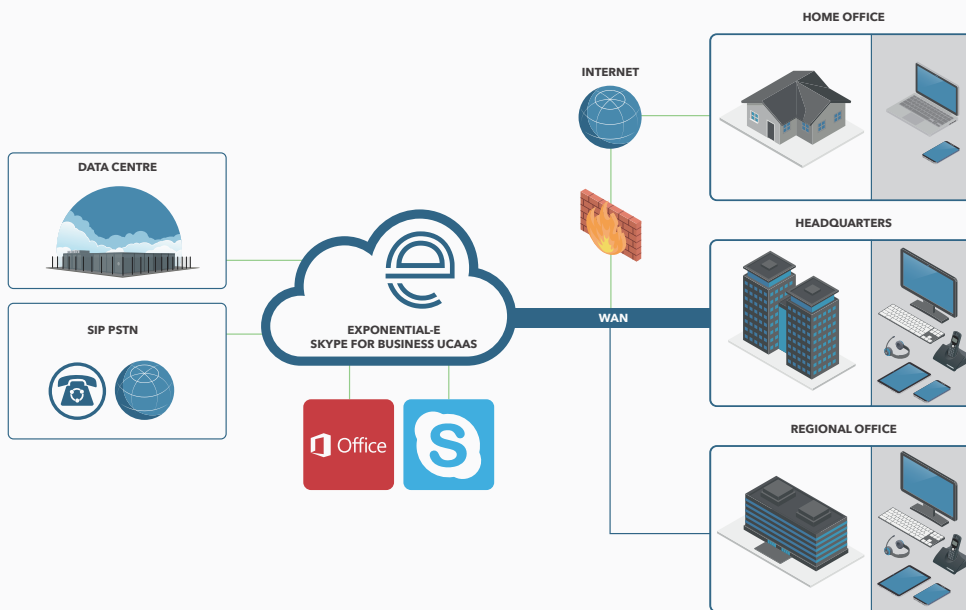 HOME OFFICE
INTERNET
DATA CENTRE
HEADQUARTERS
SIP PSTN
WAN
EXPONENTIAL-E
SKYPE FOR BUSINESS UCAAS
Office
S
REGIONAL OFFICE